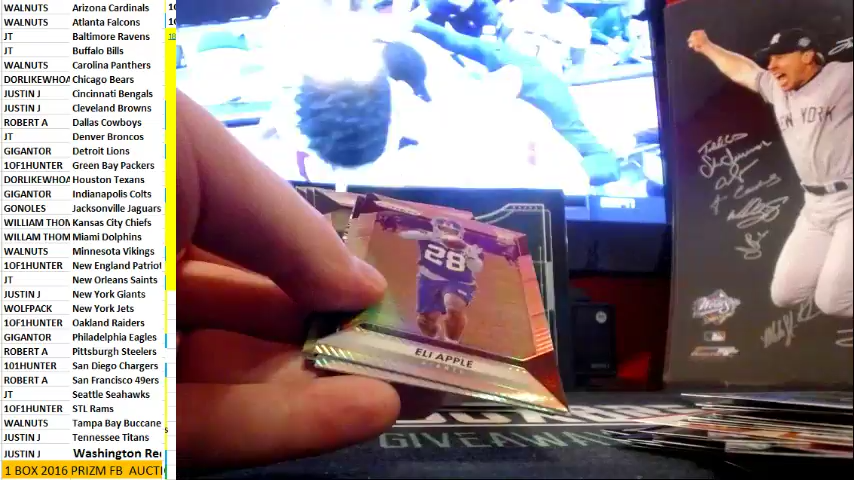 WALNUTS Arizona Cardinals
WALNUTS Atlanta Falcons
JT Baltimore Ravens
JT Buffalo Bills
WALNUTS Carolina Panthers
DORLIKEWHOA Chicago Bears
JUSTIN J Cincinnati Bengals
JUSTIN J Cleveland Browns
ROBERT A Dallas Cowboys
JT Denver Broncos
GIGANTOR Detroit Lions
1OF1HUNTER Green Bay Packers
DORLIKEWHOA Houston Texans
GIGANTOR Indianapolis Colts
GONOLES Jacksonville Jaguars
WILLIAM THOM Kansas City Chiefs
WILLAM THOM Miami Dolphins
WALNUTS Minnesota Vikings
1OF1HUNTER New England Patriot
JT New Orleans Saints
JUSTIN J New York Giants
WOLFPACK New York Jets
1OF1HUNTER Oakland Raiders
GIGANTOR Philadelphia Eagles
ROBERT A Pittsburgh Steelers
101HUNTER San Diego Chargers
ROBERT A San Francisco 49ers
JT Seattle Seahawks
1OF1HUNTER STL Rams
WALNUTS Tampa Bay Buccane
JUSTIN J Tennessee Titans
JUSTIN J Washington Re
1 BOX 2016 PRIZM FB AUCTI
28
ELI APPLE
GIANTS
NEW YORK
GIVEAWAY